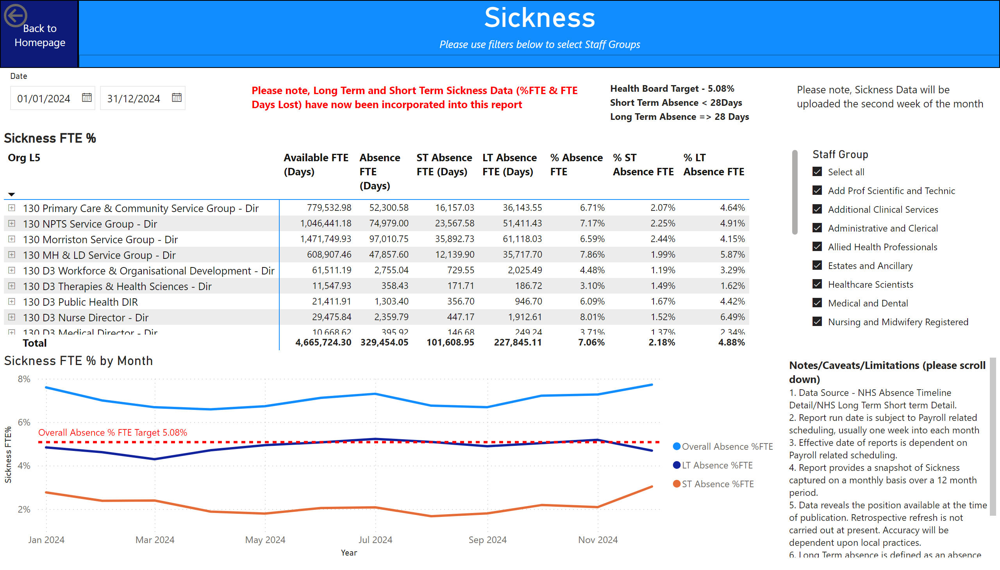 Back to
Homepage
Sickness
Please use filters below to select Staff Groups
Date
01/01/2024 31/12/2024
Please note, Long Term and Short Term Sickness Data (%FTE & FTE
Days Lost) have now been incorporated into this report
Health Board Target - 5.08%
Short Term Absence < 28Days
Long Term Absence => 28 Days
Please note, Sickness Data will be
uploaded the second week of the month
Sickness FTE %
Org L5 Available FTE (Days) Absence FTE (Days) ST Absence FTE (Days) LT Absence FTE (Days) % Absence FTE % ST Absence FTE % LT Absence FTE
130 Primary Care & Community Service Group - Dir 779,532.98 52,300.58 16,157.03 36,143.55 6.71% 2.07% 4.64%
130 NPTS Service Group - Dir 1,046,441.18 74,979.00 23,567.58 51,411.43 7.17% 2.25% 4.91%
130 Morriston Service Group - Dir 1,471,749.93 97,010.75 35,892.73 61,118.03 6.59% 2.44% 4.15%
130 MH & LD Service Group - Dir 608,907.46 47,857.60 12,139.90 35,717.70 7.86% 1.99% 5.87%
130 D3 Workforce & Organisational Development - Dir 61,511.19 2,755.04 729.55 2,025.49 4.48% 1.19% 3.29%
130 D3 Therapies & Health Sciences - Dir 11,547.93 358.43 171.71 186.72 3.10% 1.49% 1.62%
130 D3 Public Health DIR 21,411.91 1,303.40 356.70 946.70 6.09% 1.67% 4.42%
130 D3 Nurse Director - Dir 29,475.84 2,359.79 447.17 1,912.61 8.01% 1.52% 6.49%
130 D3 Medical Director - Dir 10,668.62 395.92 146.68 249.24 3.71% 1.37% 2.34%
Total 4,665,724.30 329,454.05 101,608.95 227,845.11 7.06% 2.18% 4.88%
Staff Group
Select all
Add Prof Scientific and Technic
Additional Clinical Services
Administrative and Clerical
Allied Health Professionals
Estates and Ancillary
Healthcare Scientists
Medical and Dental
Nursing and Midwifery Registered
Sickness FTE % by Month
8%
6%
4%
2%
Sickness FTE%
Overall Absence % FTE Target 5.08%
Jan 2024 Mar 2024 May 2024 Jul 2024 Sep 2024 Nov 2024
Year
Overall Absence %FTE
LT Absence %FTE
ST Absence %FTE
Notes/Caveats/Limitations (please scroll
down)
1. Data Source - NHS Absence Timeline
Detail/NHS Long Term Short term Detail.
2. Report run date is subject to Payroll related
scheduling, usually one week into each month
3. Effective date of reports is dependent on
Payroll related scheduling.
4. Report provides a snapshot of Sickness
captured on a monthly basis over a 12 month
period.
5. Data reveals the position available at the time
of publication. Retrospective refresh is not
carried out at present. Accuracy will be
dependent upon local practices.
6. Long Term absence is defined as an absence